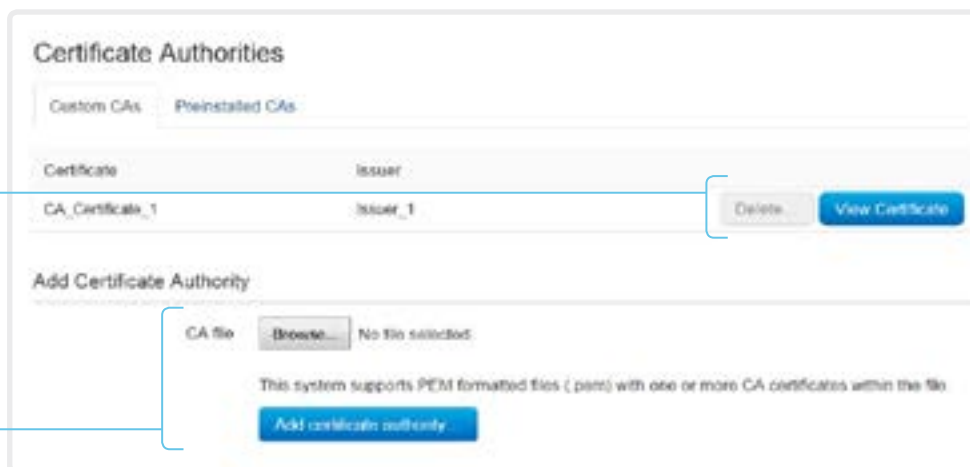 Certificate Authorities
Custom CAs Preinstalled CAs
Certificate Issuer
CA_Certificate_1 Issuer_1 Delete... View Certificate
Add Certificate Authority
CA file Browse... No file selected.
This system supports PEM formatted files (.pem) with one or more CA certificates within the file
Add certificate authority...